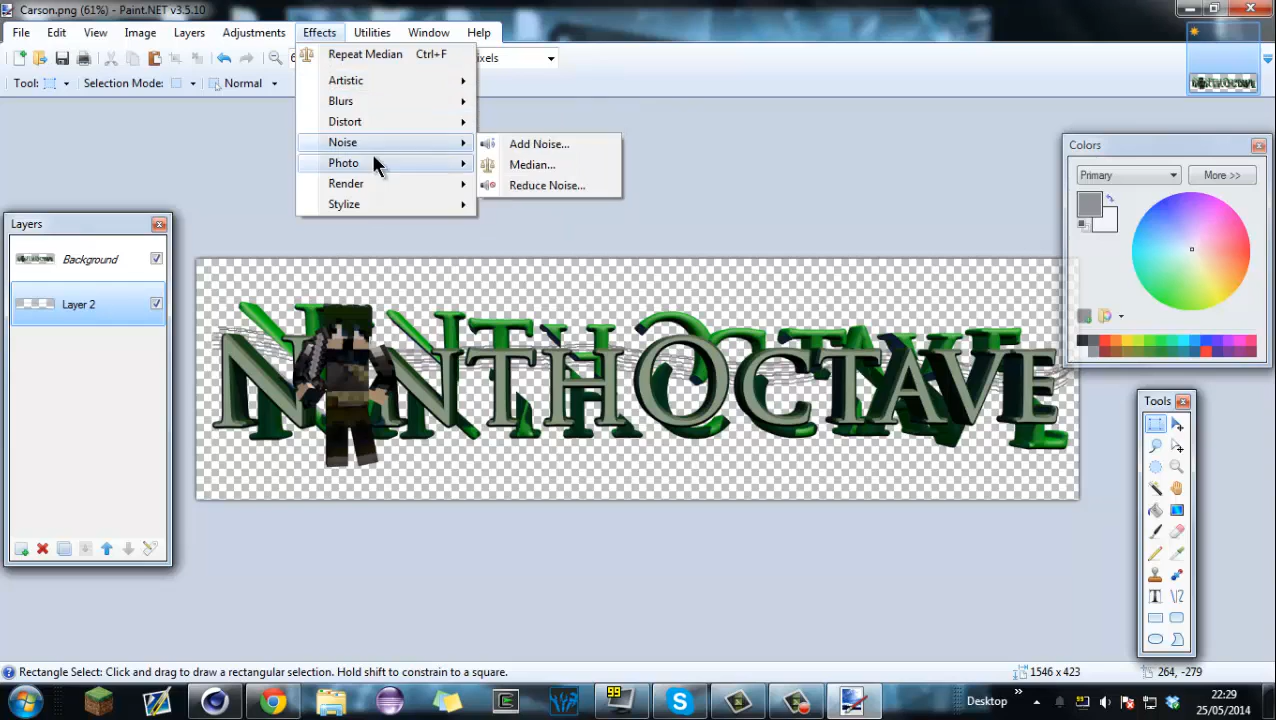 Carson.png (61%) - Paint.NET v3.5.10
File Edit View Image Layers Adjustments Effects Utilities Window Help
Repeat Median Ctrl+F
6 ixels
Tool: Selection Mode: Normal
Artistic
Blurs
Distort
Noise
Photo
Render
Stylize
Add Noise...
Median...
Reduce Noise...
Colors
Primary More >>
Layers
Background
Layer 2
NINTHOCTAVE
Tools
Rectangle Select: Click and drag to draw a rectangular selection. Hold shift to constrain to a square.
1546 x 423
264, -279
99
Desktop
22:29
25/05/2014